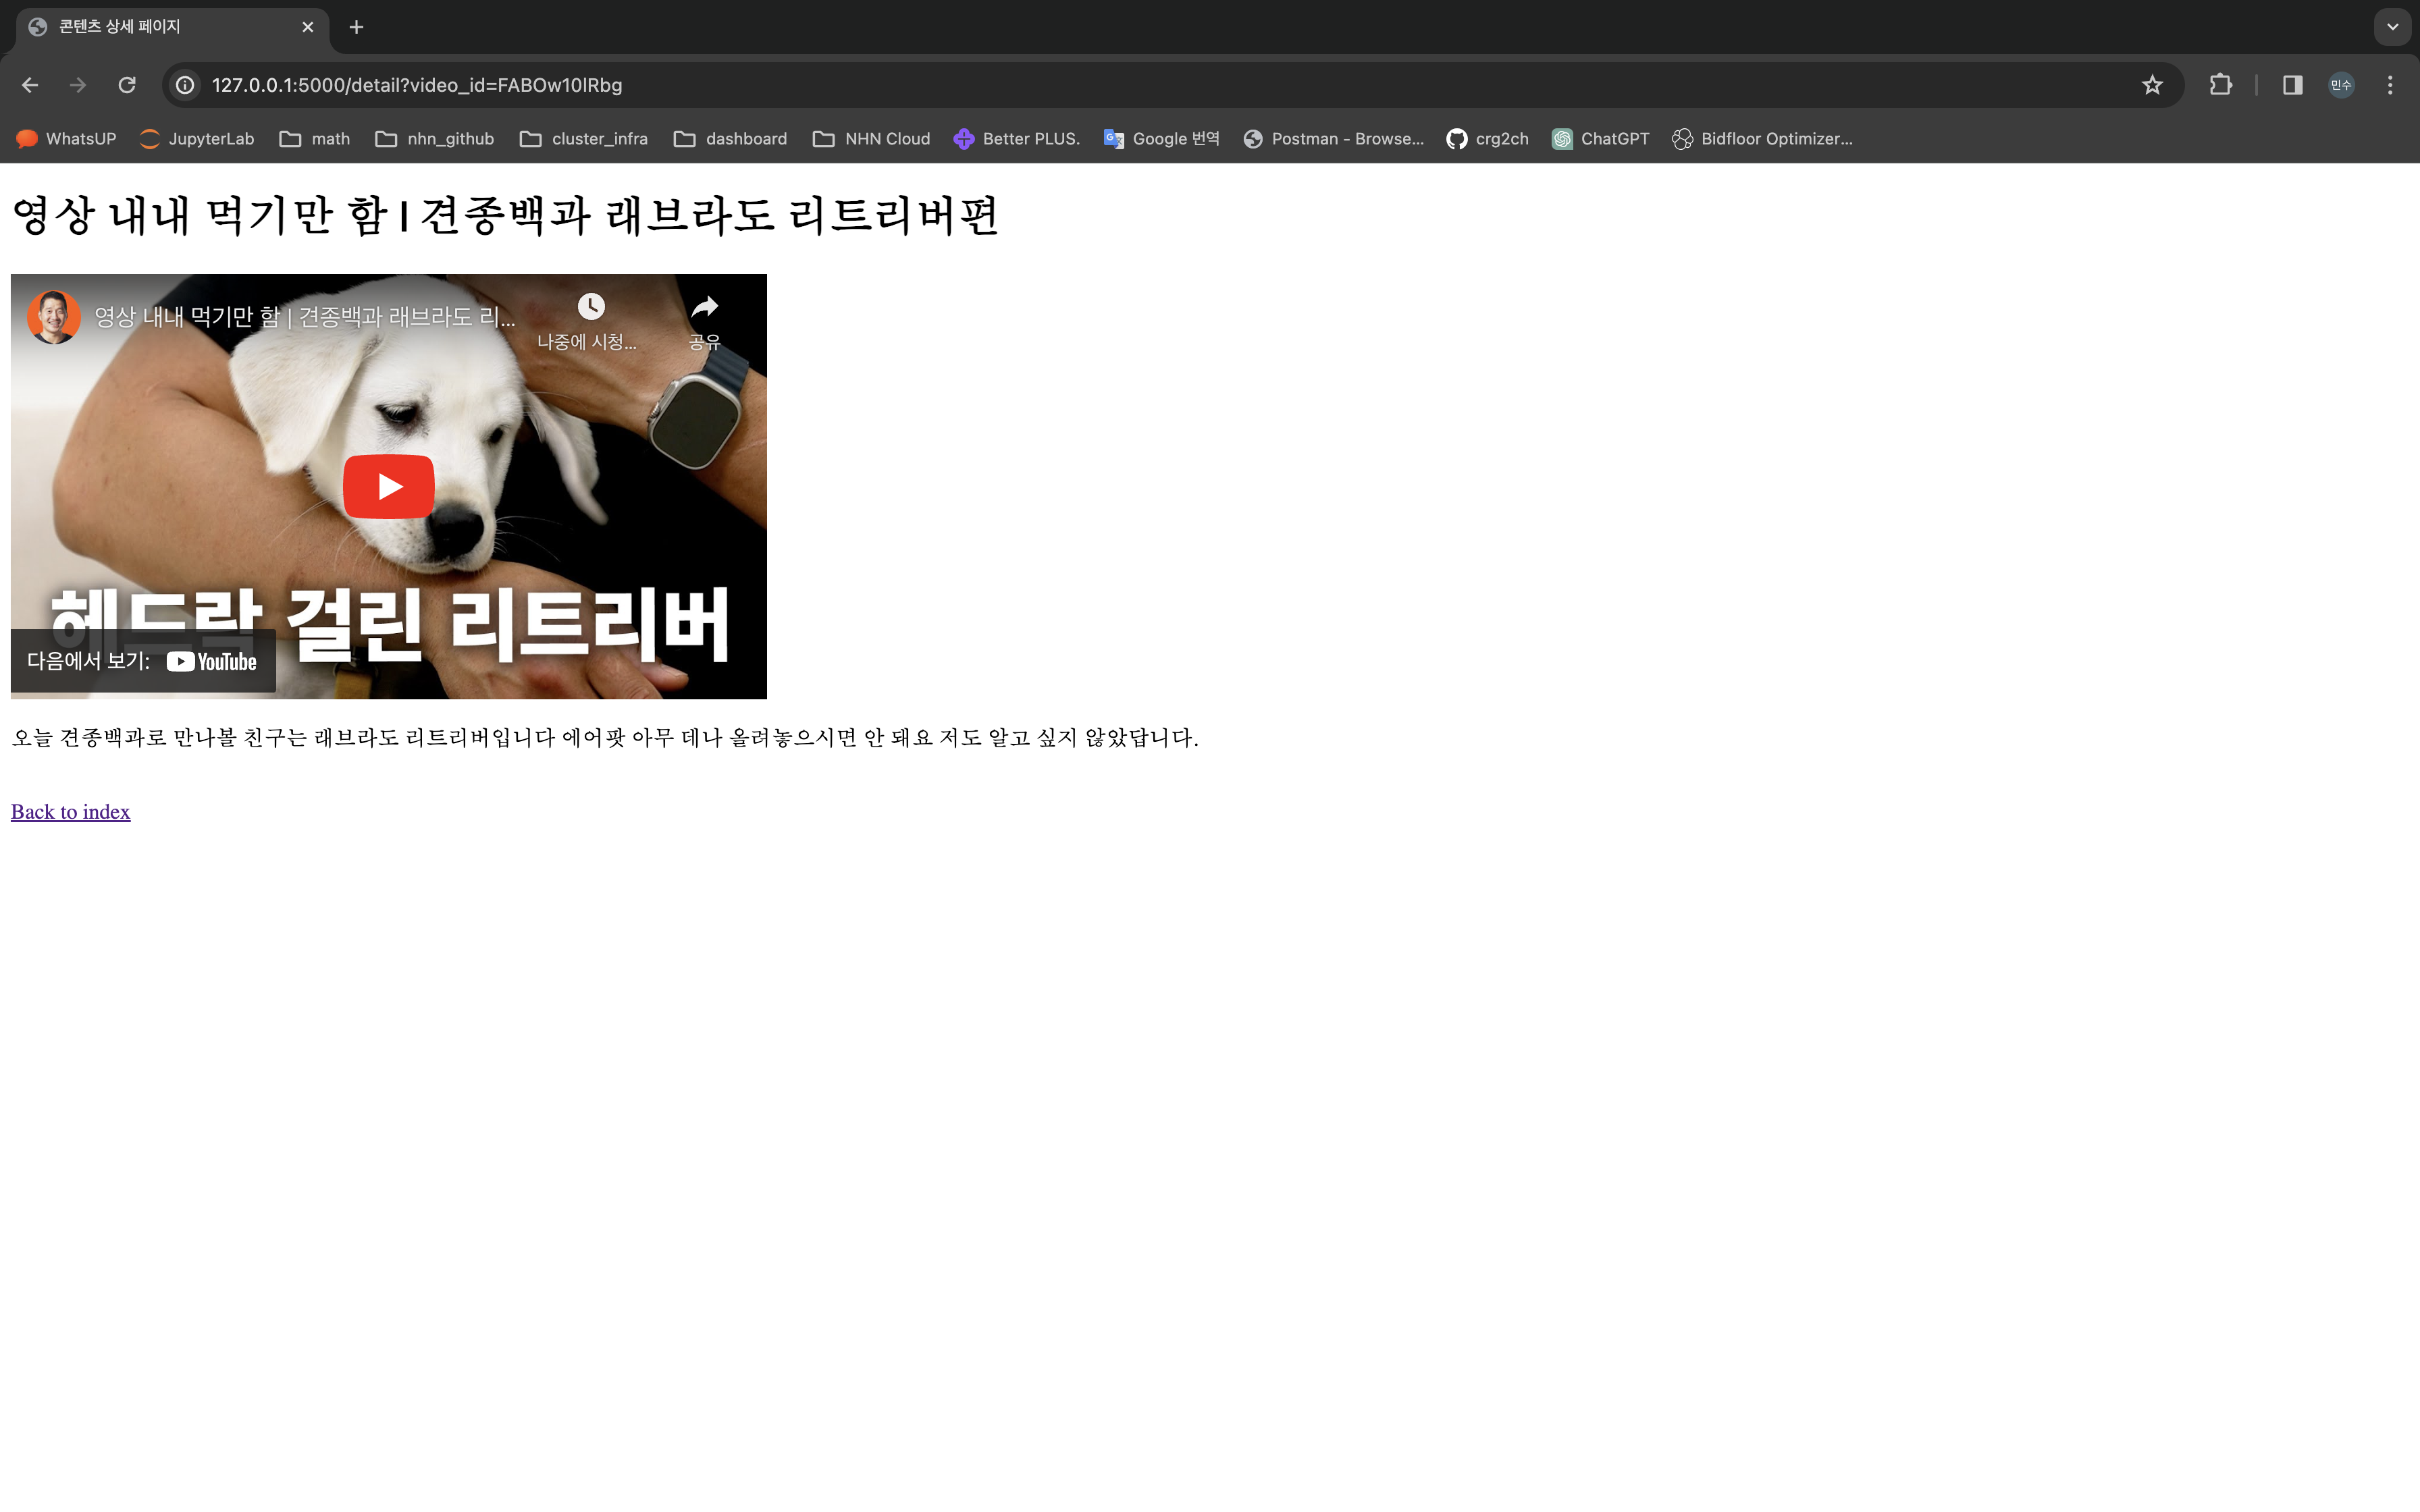 콘텐츠 상세 페이지
127.0.0.1:5000/detail?video_id=FABOw10lRbg
민수
WhatsUP JupyterLab math nhn_github cluster_infra dashboard NHN Cloud Better PLUS. Google 번역 Postman - Browse... crg2ch ChatGPT Bidfloor Optimizer...
영상 내내 먹기만 함 | 견종백과 래브라도 리트리버편
영상 내내 먹기만 함 | 견종백과 래브라도 리...
나중에 시청...
공유
헤드락 걸린 리트리버
다음에서 보기: YouTube
오늘 견종백과로 만나볼 친구는 래브라도 리트리버입니다 에어팟 아무 데나 올려놓으시면 안 돼요 저도 알고 싶지 않았답니다.
Back to index